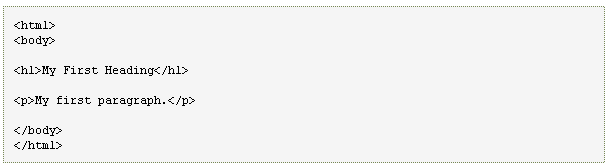 <html>
<body>
<h1>My First Heading</h1>
<p>My first paragraph.</p>
</body>
</html>